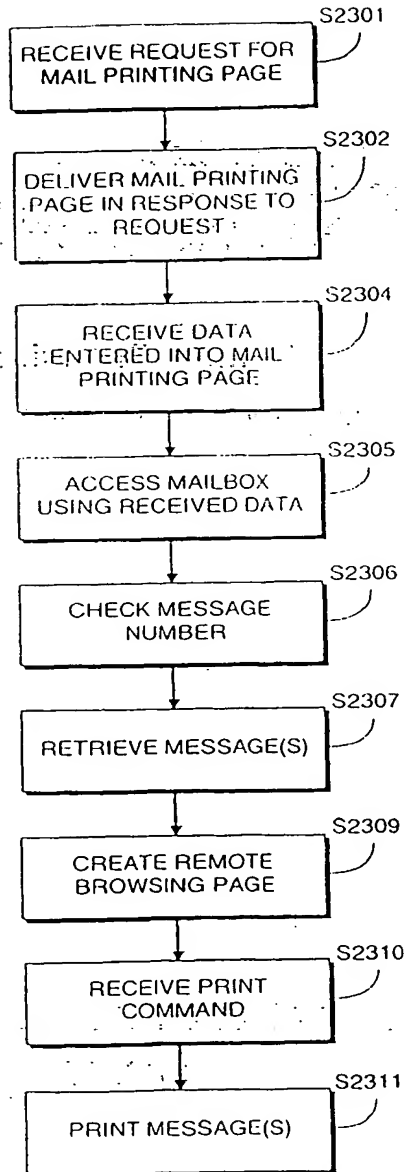 S2301
RECEIVE REQUEST FOR
MAIL PRINTING PAGE
S2302
DELIVER MAIL PRINTING
PAGE IN RESPONSE TO
REQUEST
S2304
RECEIVE DATA
ENTERED INTO MAIL
PRINTING PAGE
S2305
ACCESS MAILBOX
USING RECEIVED DATA
S2306
CHECK MESSAGE
NUMBER
S2307
RETRIEVE MESSAGE(S)
S2309
CREATE REMOTE
BROWSING PAGE
S2310
RECEIVE PRINT
COMMAND
S2311
PRINT MESSAGE(S)